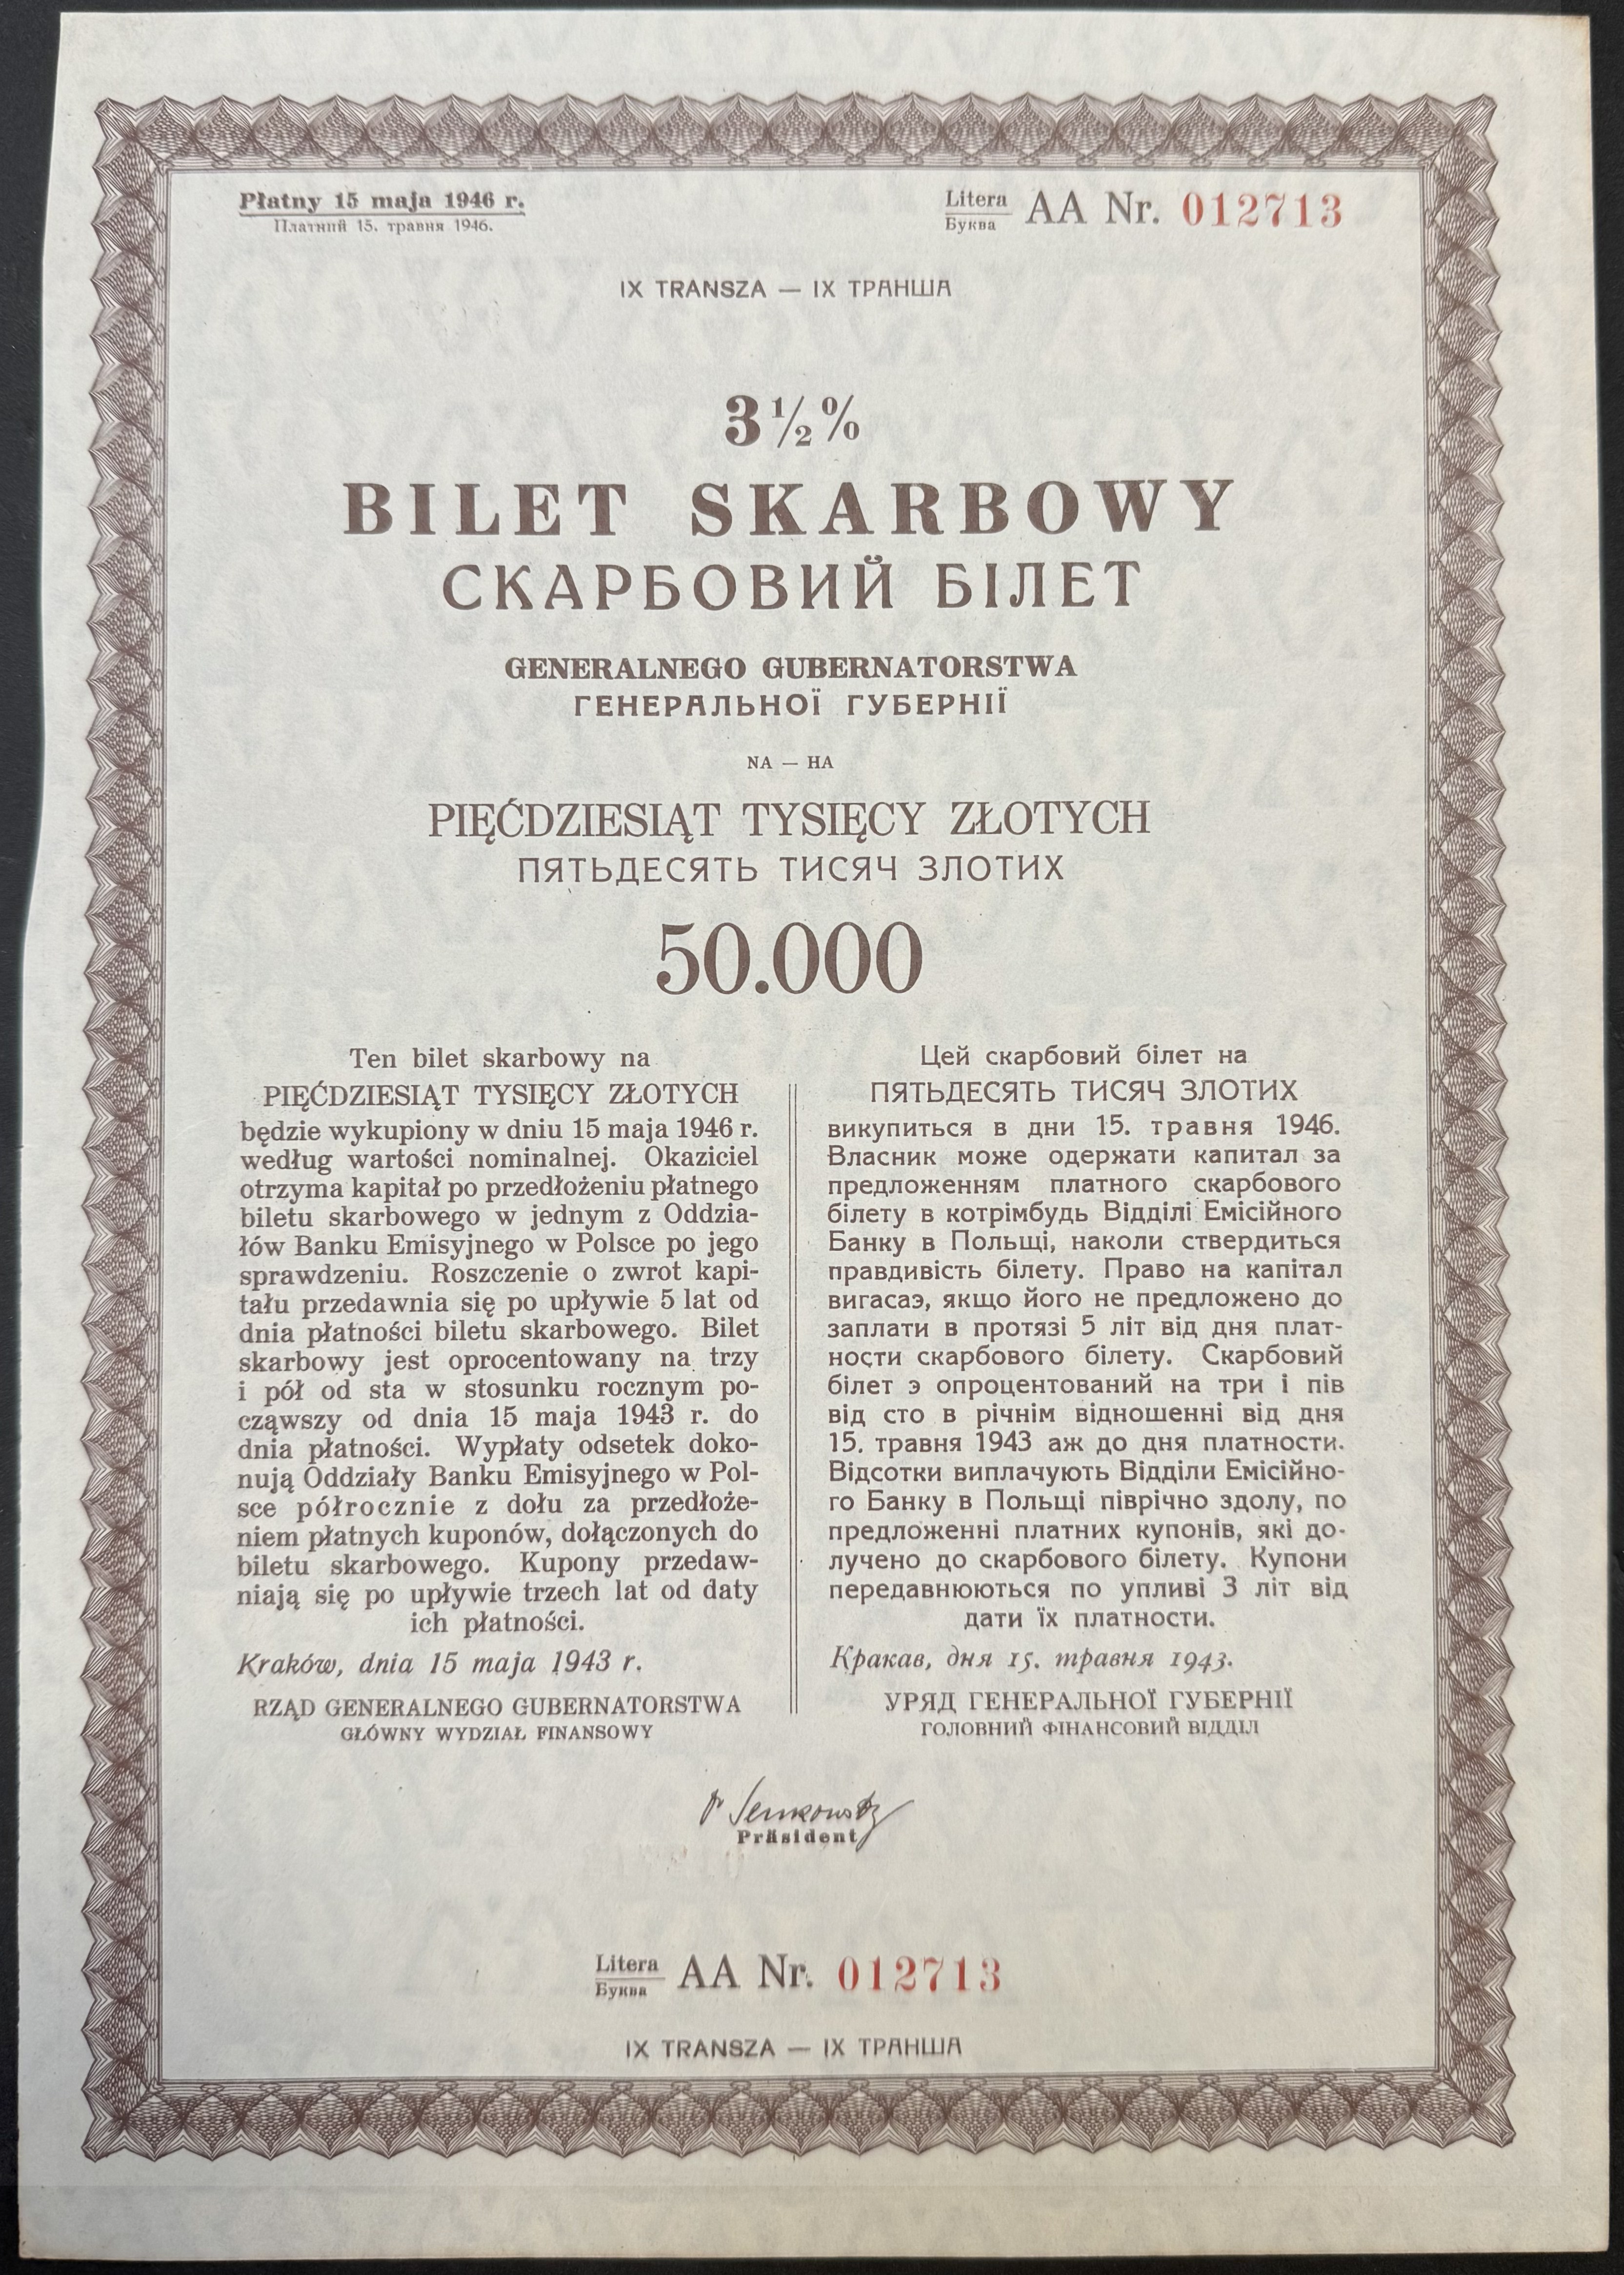 Płatny 15 maja 1946 r.
Платний 15. травня 1946.
Litera
Буква
AA Nr. 012713
IX TRANSZA — IX ТРАНША
3½%
BILET SKARBOWY
СКАРБОВИЙ БІЛЕТ
GENERALNEGO GUBERNATORSTWA
ГЕНЕРАЛЬНОЇ ГУБЕРНІЇ
NA — НА
PIĘĆDZIESIĄT TYSIĘCY ZŁOTYCH
ПЯТЬДЕСЯТЬ ТИСЯЧ ЗЛОТИХ
50.000
Ten bilet skarbowy na
PIĘĆDZIESIĄT TYSIĘCY ZŁOTYCH
będzie wykupiony w dniu 15 maja 1946 r.
według wartości nominalnej. Okaziciel
otrzyma kapitał po przedłożeniu płatnego
biletu skarbowego w jednym z Oddzia-
łów Banku Emisyjnego w Polsce po jego
sprawdzeniu. Roszczenie o zwrot kapi-
tału przedawnia się po upływie 5 lat od
dnia płatności biletu skarbowego. Bilet
skarbowy jest oprocentowany na trzy
i pół od sta w stosunku rocznym po-
cząwszy od dnia 15 maja 1943 r. do
dnia płatności. Wypłaty odsetek doko-
nują Oddziały Banku Emisyjnego w Pol-
sce półrocznie z dołu za przedłoże-
niem płatnych kuponów, dołączonych do
biletu skarbowego. Kupony przedaw-
niają się po upływie trzech lat od daty
ich płatności.
Kraków, dnia 15 maja 1943 r.
RZĄD GENERALNEGO GUBERNATORSTWA
GŁÓWNY WYDZIAŁ FINANSOWY
Цей скарбовий білет на
ПЯТЬДЕСЯТЬ ТИСЯЧ ЗЛОТИХ
викупиться в дни 15. травня 1946.
Власник може одержати капитал за
предложенням платного скарбового
білету в котрімбудь Відділі Емісійного
Банку в Польщі, наколи ствердиться
правдивість білету. Право на капітал
вигасаэ, якщо його не предложено до
заплати в протязі 5 літ від дня плат-
ности скарбового білету. Скарбовий
білет э опроцентований на три і пів
від сто в річнім відношенні від дня
15. травня 1943 аж до дня платности.
Відсотки виплачують Відділи Емісійно-
го Банку в Польщі піврічно здолу, по
предложенні платних купонів, які до-
лучено до скарбового білету. Купони
передавнюються по упливі 3 літ від
дати їх платности.
Кракав, дня 15. травня 1943.
УРЯД ГЕНЕРАЛЬНОЇ ГУБЕРНІЇ
ГОЛОВНИЙ ФІНАНСОВИЙ ВІДДІЛ
Senkowsky
Präsident
Litera
Буква
AA Nr. 012713
IX TRANSZA — IX ТРАНША